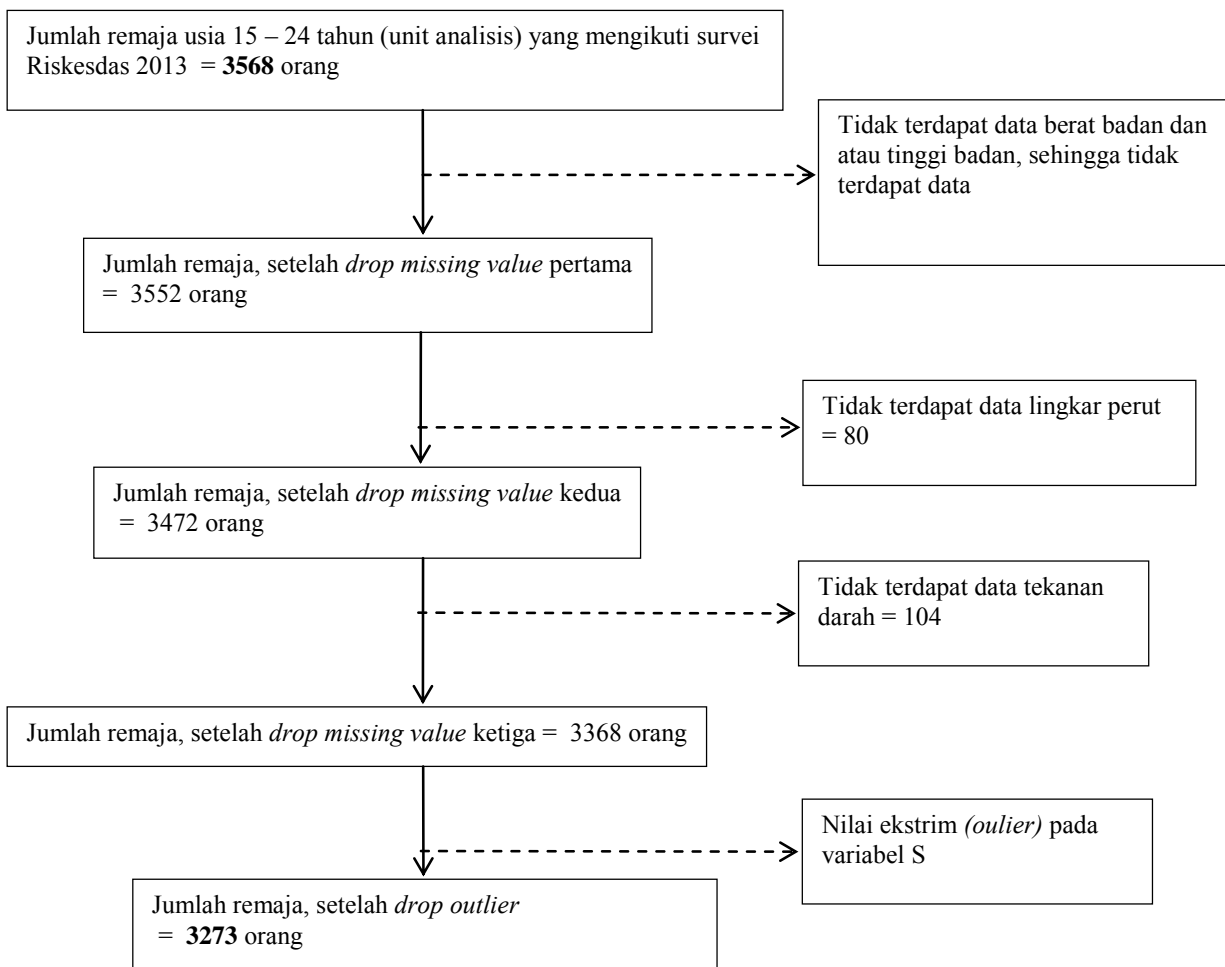 Jumlah remaja usia 15 – 24 tahun (unit analisis) yang mengikuti survei
Riskesdas 2013 = 3568 orang
Tidak terdapat data berat badan dan
atau tinggi badan, sehingga tidak
terdapat data
Jumlah remaja, setelah drop missing value pertama
= 3552 orang
Tidak terdapat data lingkar perut
= 80
Jumlah remaja, setelah drop missing value kedua
= 3472 orang
Tidak terdapat data tekanan
darah = 104
Jumlah remaja, setelah drop missing value ketiga = 3368 orang
Nilai ekstrim (oulier) pada
variabel S
Jumlah remaja, setelah drop outlier
= 3273 orang